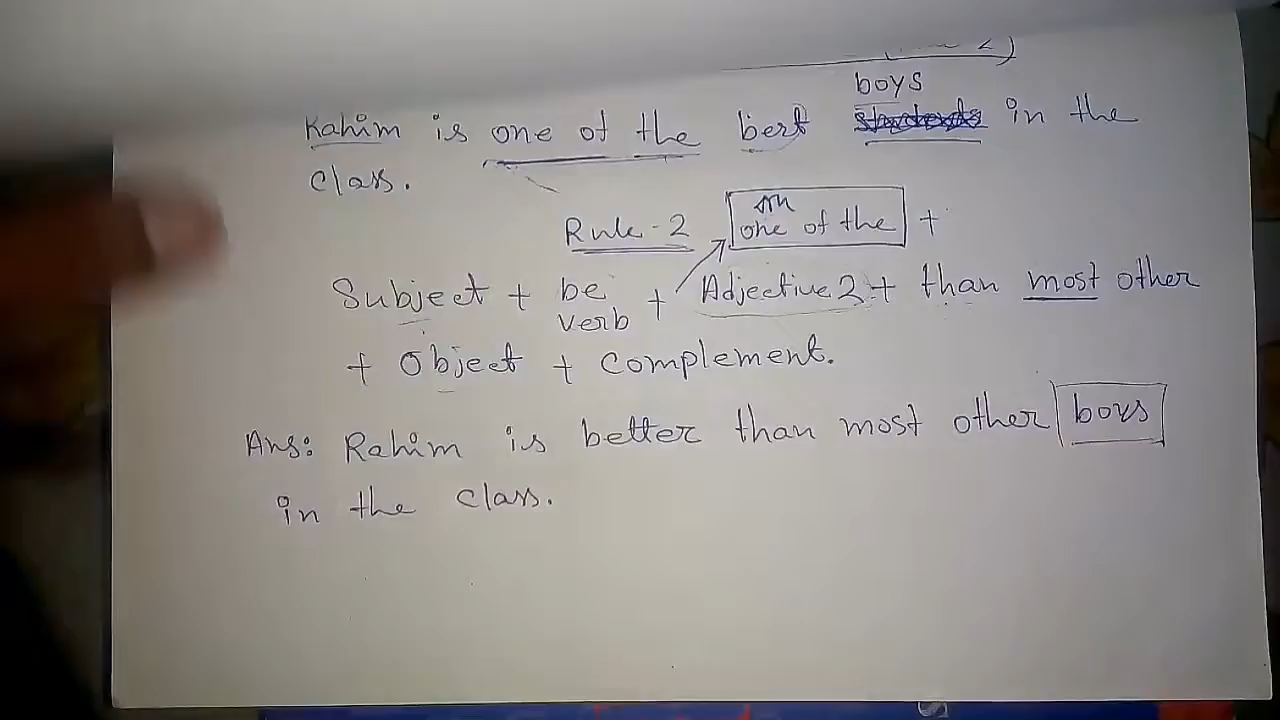 boys
Rahim is one of the best in the
class.
Rule-2
one of the +
Subject + be verb + Adjective 2 + than most other
+ Object + complement.
Ans: Rahim is better than most other boys
in the class.